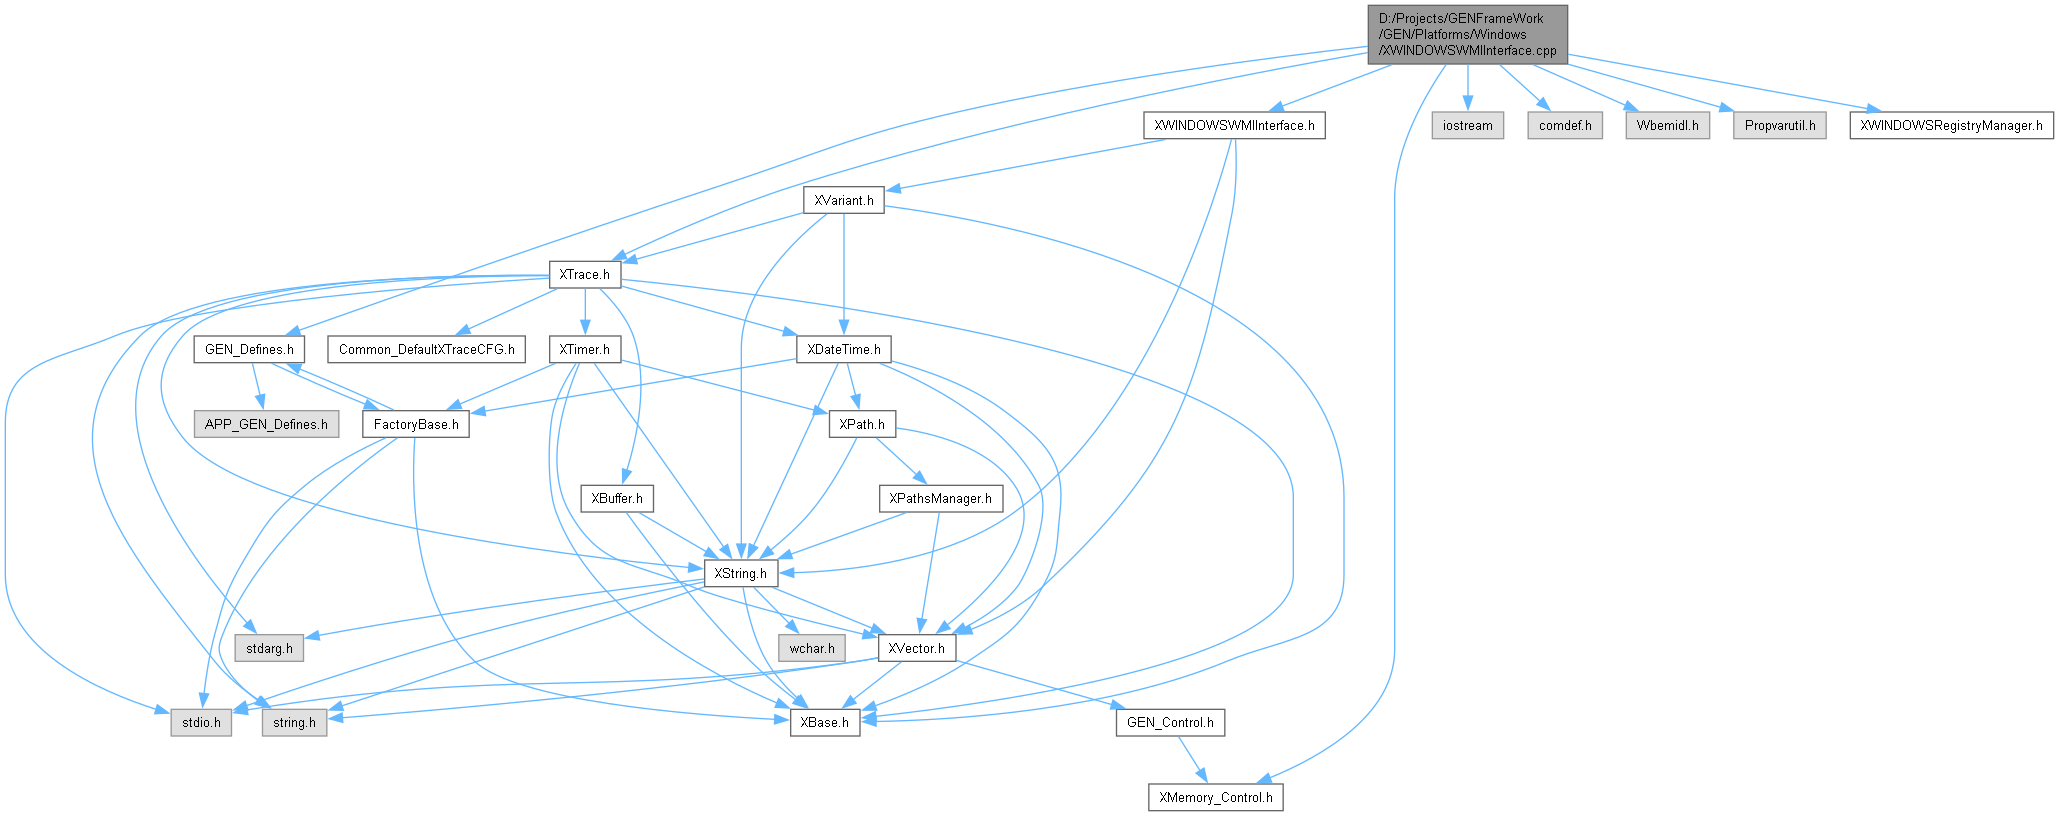 D:/Projects/GENFrameWork
/GEN/Platforms/Windows
/XWINDOWSWMIInterface.cpp
XWINDOWSWMIInterface.h
iostream
comdef.h
Wbemidl.h
Propvarutil.h
XWINDOWSRegistryManager.h
XVariant.h
XTrace.h
GEN_Defines.h
Common_DefaultXTraceCFG.h
XTimer.h
XDateTime.h
APP_GEN_Defines.h
FactoryBase.h
XPath.h
XBuffer.h
XPathsManager.h
XString.h
stdarg.h
wchar.h
XVector.h
stdio.h
string.h
XBase.h
GEN_Control.h
XMemory_Control.h